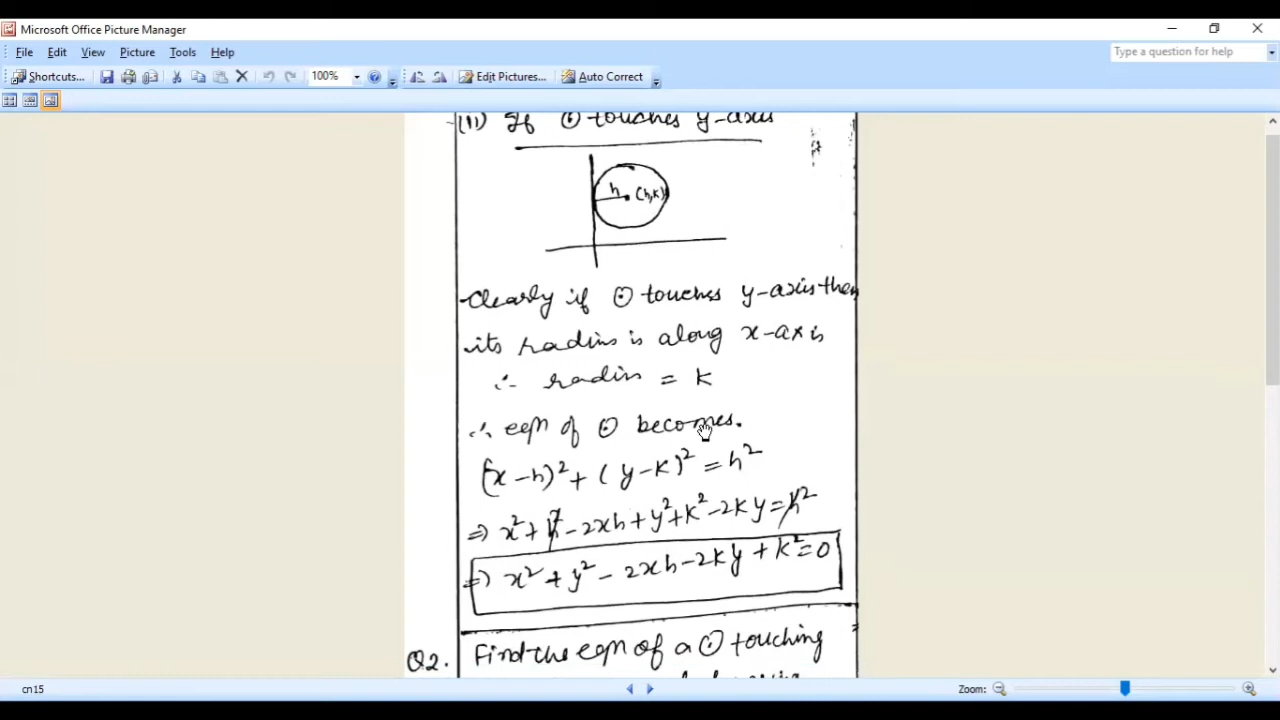 Microsoft Office Picture Manager
File Edit View Picture Tools Help
Type a question for help
Shortcuts... 100% Edit Pictures... Auto Correct
(ii) If ⊙ touches y-axis
h (h,k)
Clearly if ⊙ touches y-axis then
its radius is along x-axis
∴ radius = k
∴ eqn of ⊙ becomes.
(x-h)²+(y-k)²=h²
⇒ x²+h²-2xh+y²+k²-2ky=h²
⇒ x²+y²-2xh-2ky+k²=0
Q2. Find the eqn of a ⊙ touching
cn15
Zoom: